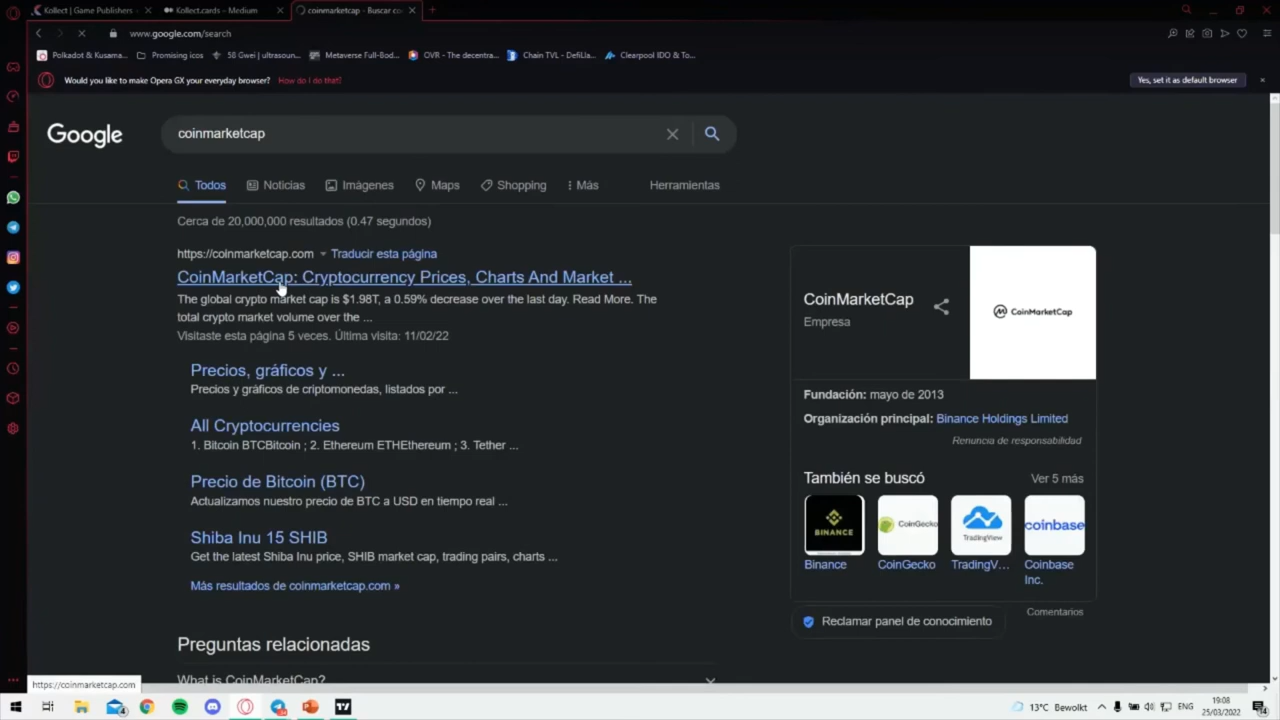 Kollect | Game Publishers
Kollect.cards – Medium
coinmarketcap - Buscar co
www.google.com/search
Polkadot & Kusama...
Promising icos
58 Gwei | ultrasoun...
Metaverse Full-Bod...
OVR - The decentra...
Chain TVL - DefiLla...
Clearpool IDO & To...
Would you like to make Opera GX your everyday browser?
How do I do that?
Yes, set it as default browser
Google
coinmarketcap
Todos
Noticias
Imágenes
Maps
Shopping
Más
Herramientas
Cerca de 20,000,000 resultados (0.47 segundos)
https://coinmarketcap.com
Traducir esta página
CoinMarketCap: Cryptocurrency Prices, Charts And Market ...
The global crypto market cap is $1.98T, a 0.59% decrease over the last day. Read More. The
total crypto market volume over the ...
Visitaste esta página 5 veces. Última visita: 11/02/22
Precios, gráficos y ...
Precios y gráficos de criptomonedas, listados por ...
All Cryptocurrencies
1. Bitcoin BTCBitcoin ; 2. Ethereum ETHEthereum ; 3. Tether ...
Precio de Bitcoin (BTC)
Actualizamos nuestro precio de BTC a USD en tiempo real ...
Shiba Inu 15 SHIB
Get the latest Shiba Inu price, SHIB market cap, trading pairs, charts ...
Más resultados de coinmarketcap.com »
Preguntas relacionadas
What is CoinMarketCap?
CoinMarketCap
Empresa
CoinMarketCap
Fundación: mayo de 2013
Organización principal: Binance Holdings Limited
Renuncia de responsabilidad
También se buscó
Ver 5 más
BINANCE
CoinGecko
TradingView
coinbase
Binance
CoinGecko
TradingV...
Coinbase
Inc.
Comentarios
Reclamar panel de conocimiento
https://coinmarketcap.com
13°C Bewolkt
ENG
19:08
25/03/2022